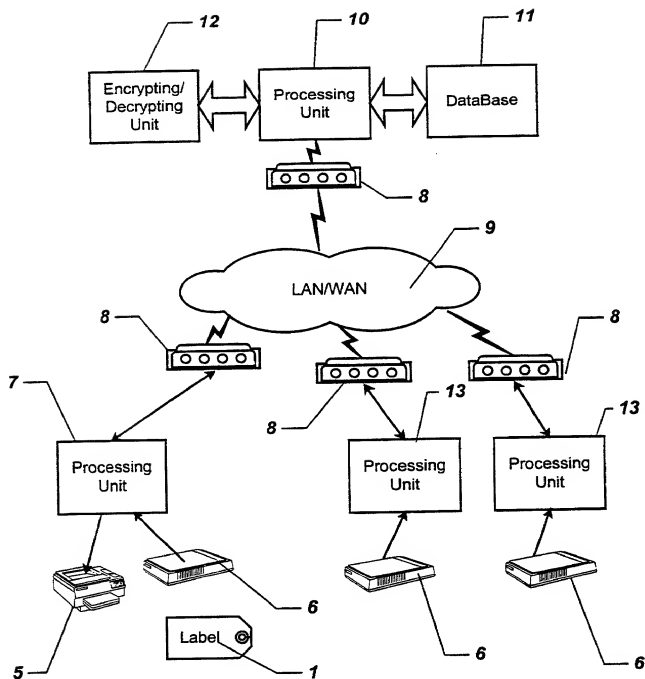 12
10
11
Encrypting/
Decrypting
Unit
Processing
Unit
DataBase
8
9
LAN/WAN
8
8
7
8
13
13
Processing
Unit
Processing
Unit
Processing
Unit
6
Label
5
1
6
6